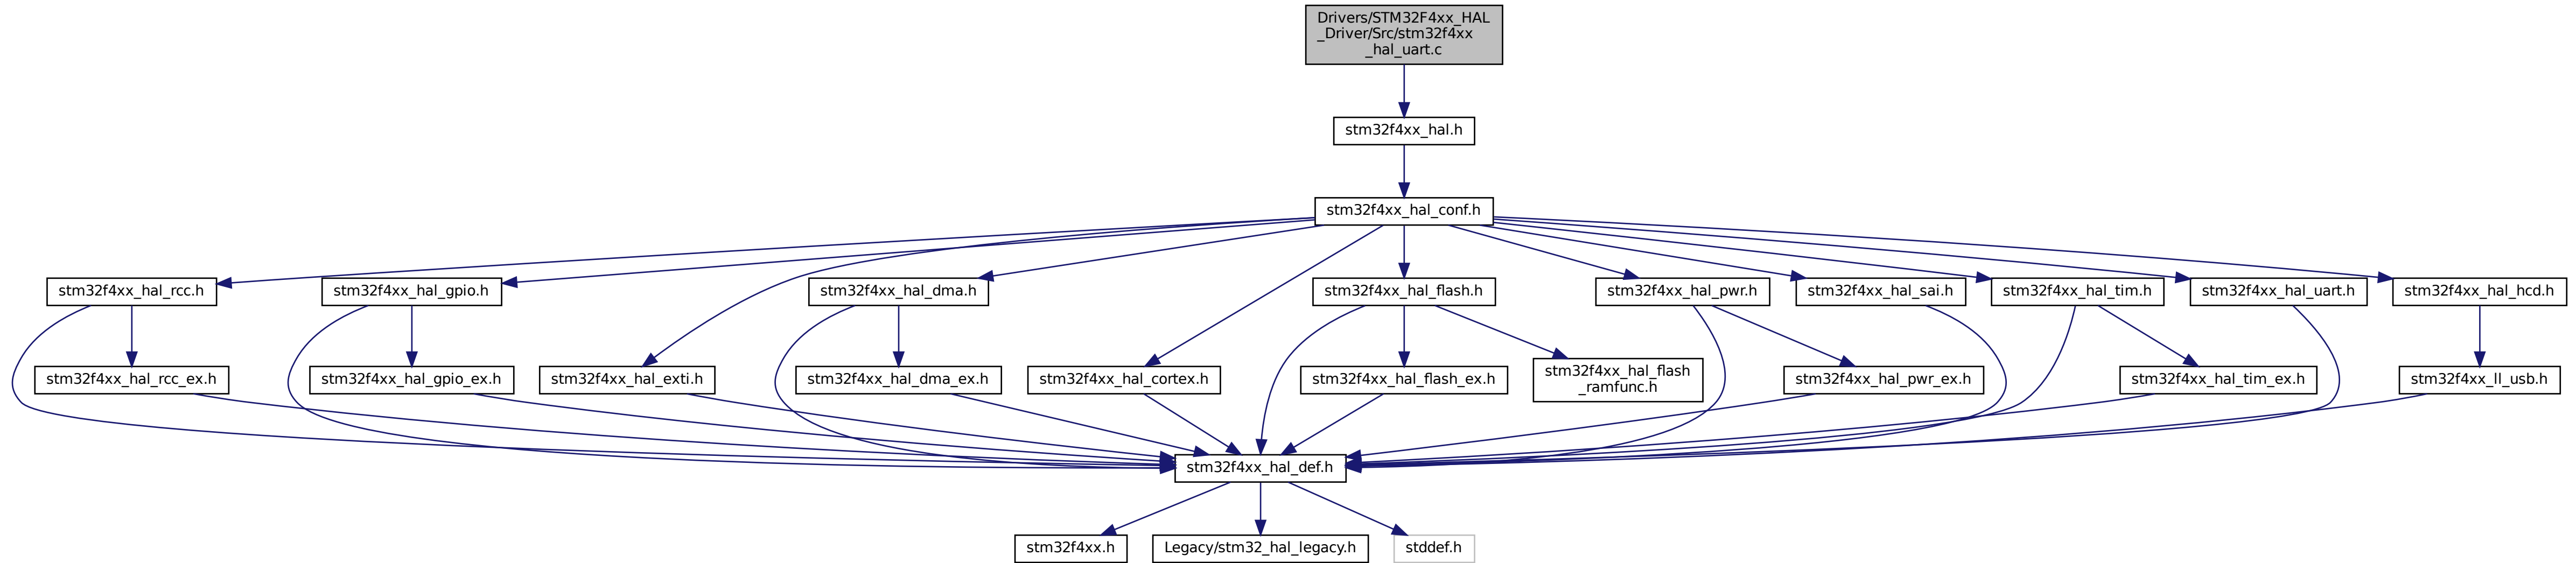 Drivers/STM32F4xx_HAL
_Driver/Src/stm32f4xx
_hal_uart.c
stm32f4xx_hal.h
stm32f4xx_hal_conf.h
stm32f4xx_hal_rcc.h
stm32f4xx_hal_gpio.h
stm32f4xx_hal_dma.h
stm32f4xx_hal_flash.h
stm32f4xx_hal_pwr.h
stm32f4xx_hal_sai.h
stm32f4xx_hal_tim.h
stm32f4xx_hal_uart.h
stm32f4xx_hal_hcd.h
stm32f4xx_hal_rcc_ex.h
stm32f4xx_hal_gpio_ex.h
stm32f4xx_hal_exti.h
stm32f4xx_hal_dma_ex.h
stm32f4xx_hal_cortex.h
stm32f4xx_hal_flash_ex.h
stm32f4xx_hal_flash
_ramfunc.h
stm32f4xx_hal_pwr_ex.h
stm32f4xx_hal_tim_ex.h
stm32f4xx_ll_usb.h
stm32f4xx_hal_def.h
stm32f4xx.h
Legacy/stm32_hal_legacy.h
stddef.h